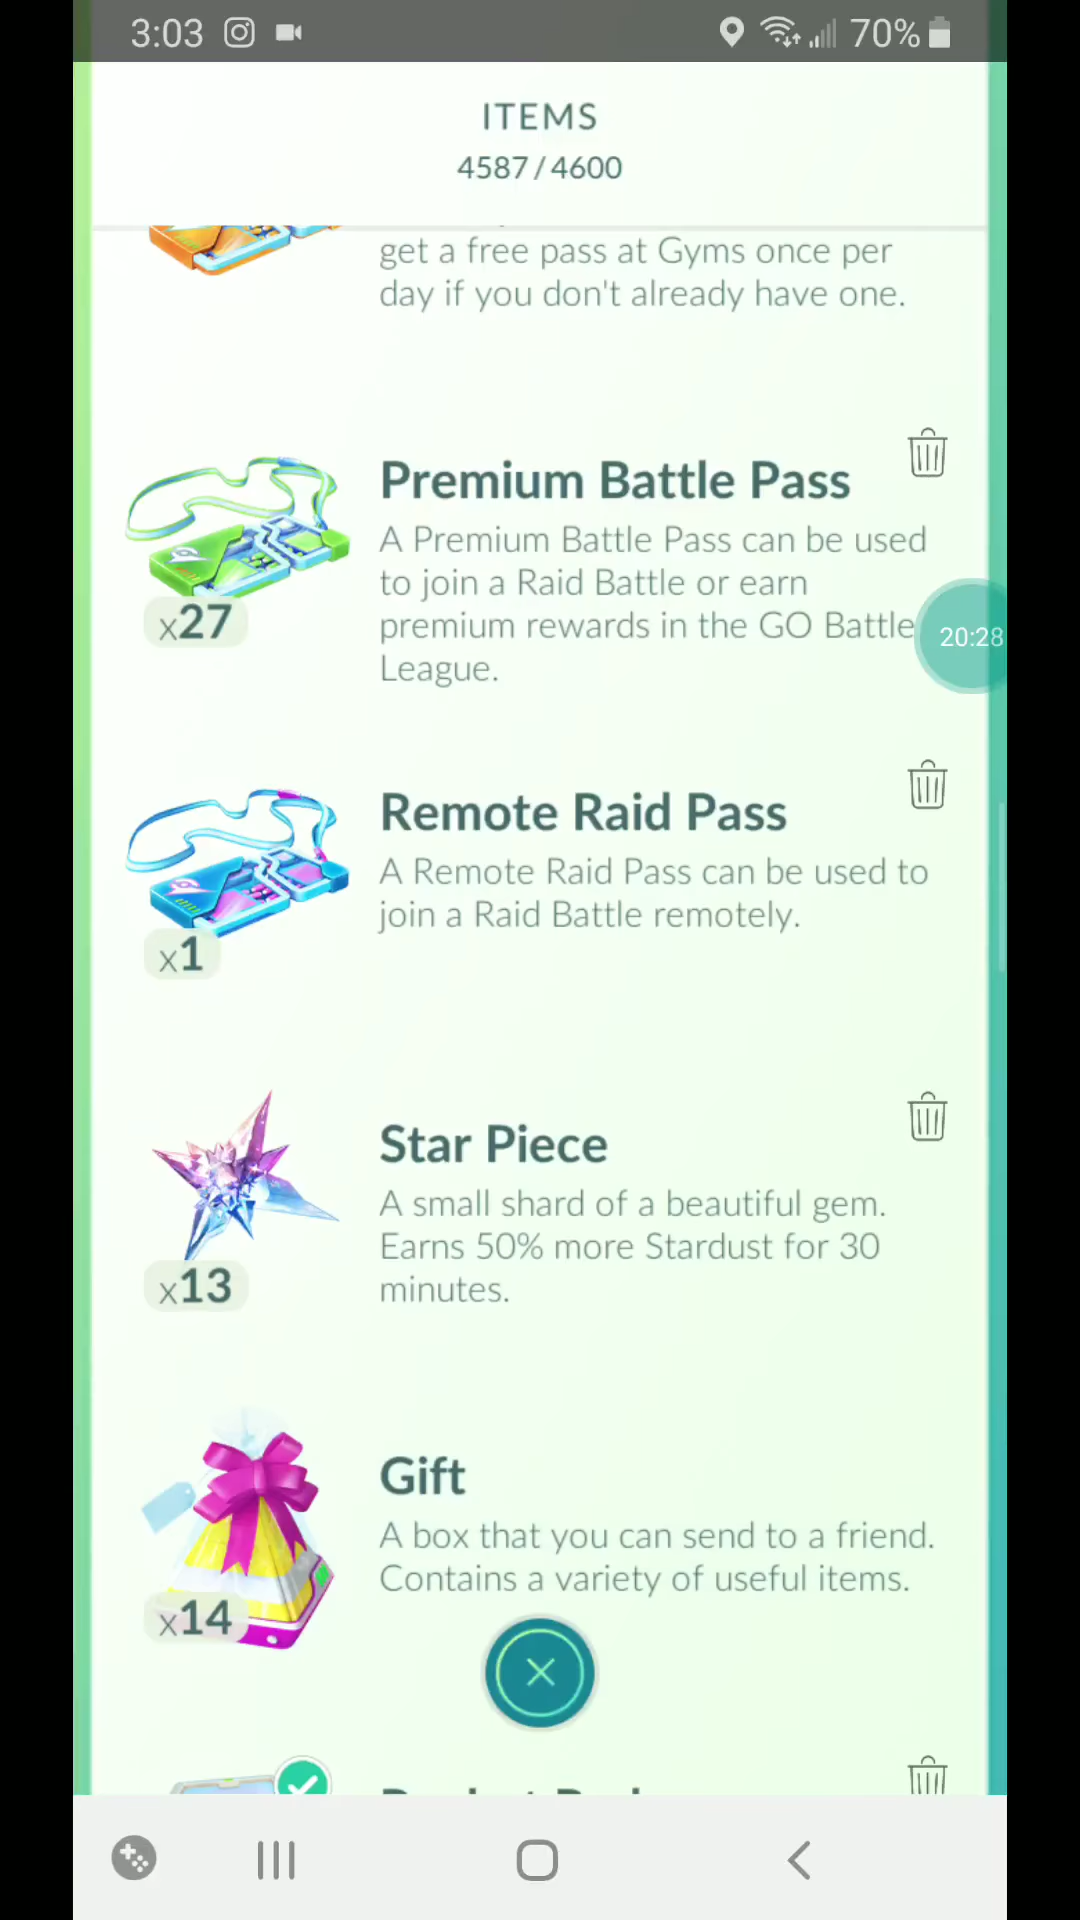 3:03 70%
ITEMS
4587/4600
get a free pass at Gyms once per
day if you don't already have one.
Premium Battle Pass
A Premium Battle Pass can be used
to join a Raid Battle or earn
premium rewards in the GO Battle
League.
x27
20:28
Remote Raid Pass
A Remote Raid Pass can be used to
join a Raid Battle remotely.
x1
Star Piece
A small shard of a beautiful gem.
Earns 50% more Stardust for 30
minutes.
x13
Gift
A box that you can send to a friend.
Contains a variety of useful items.
x14